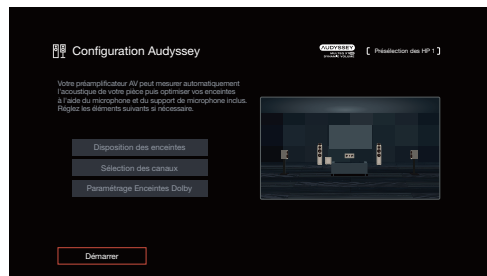 Configuration Audyssey
AUDYSSEY
DYNAMIC VOLUME
[ Présélection des HP 1 ]
Votre préamplificateur AV peut mesurer automatiquement
l'acoustique de votre pièce puis optimiser vos enceintes
à l'aide du microphone et du support de microphone inclus.
Réglez les éléments suivants si nécessaire.
Disposition des enceintes
Sélection des canaux
Paramétrage Enceintes Dolby
Démarrer